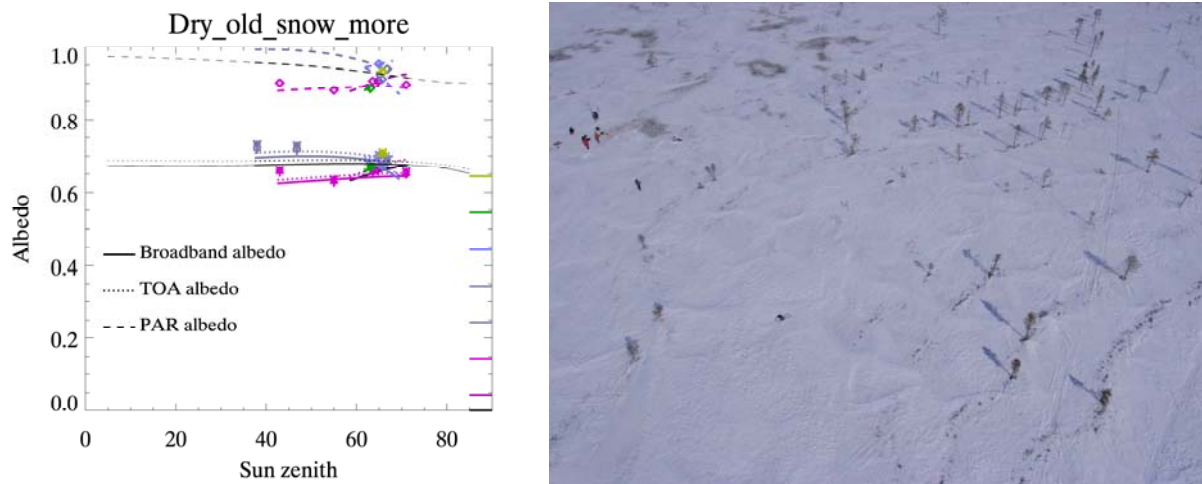 Dry_old_snow_more
1.0
0.8
0.6
0.4
0.2
0.0
Albedo
Broadband albedo
TOA albedo
PAR albedo
0 20 40 60 80
Sun zenith